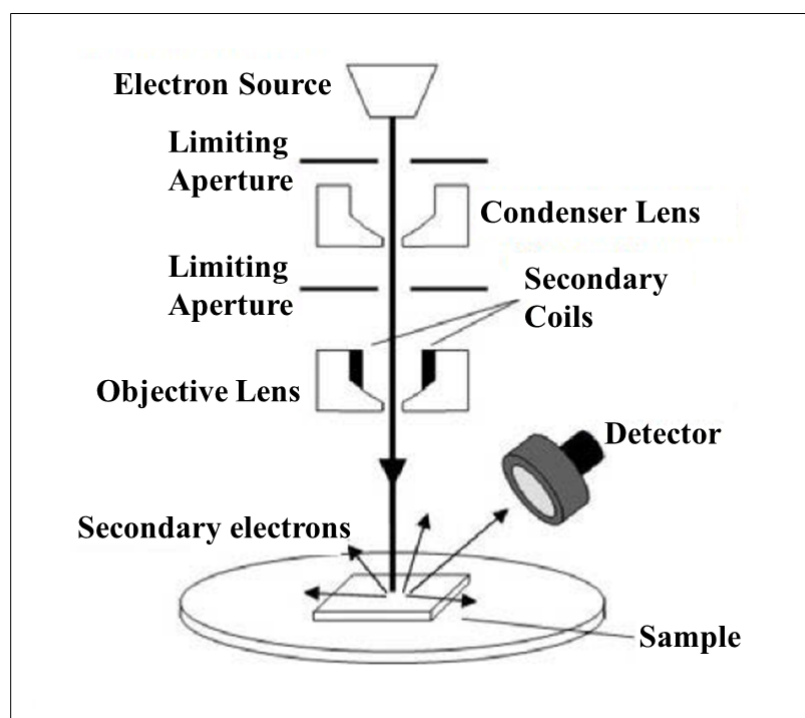 Electron Source
Limiting
Aperture
Condenser Lens
Limiting
Aperture
Secondary
Coils
Objective Lens
Detector
Secondary electrons
Sample